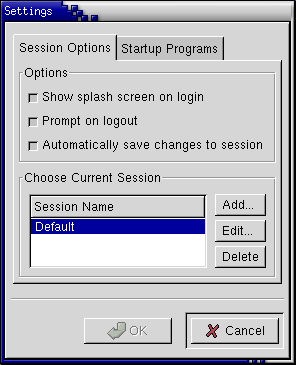 Settings
Session Options
Startup Programs
Options
Show splash screen on login
Prompt on logout
Automatically save changes to session
Choose Current Session
Session Name
Default
Add...
Edit...
Delete
OK
Cancel